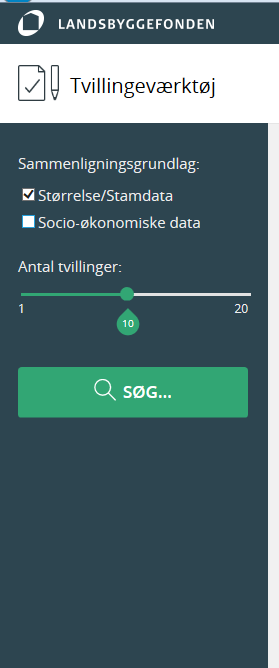 LANDSBYGGEFONDEN
Tvillingeværktøj
Sammenligningsgrundlag:
Størrelse/Stamdata
Socio-økonomiske data
Antal tvillinger:
1 20
10
SØG...